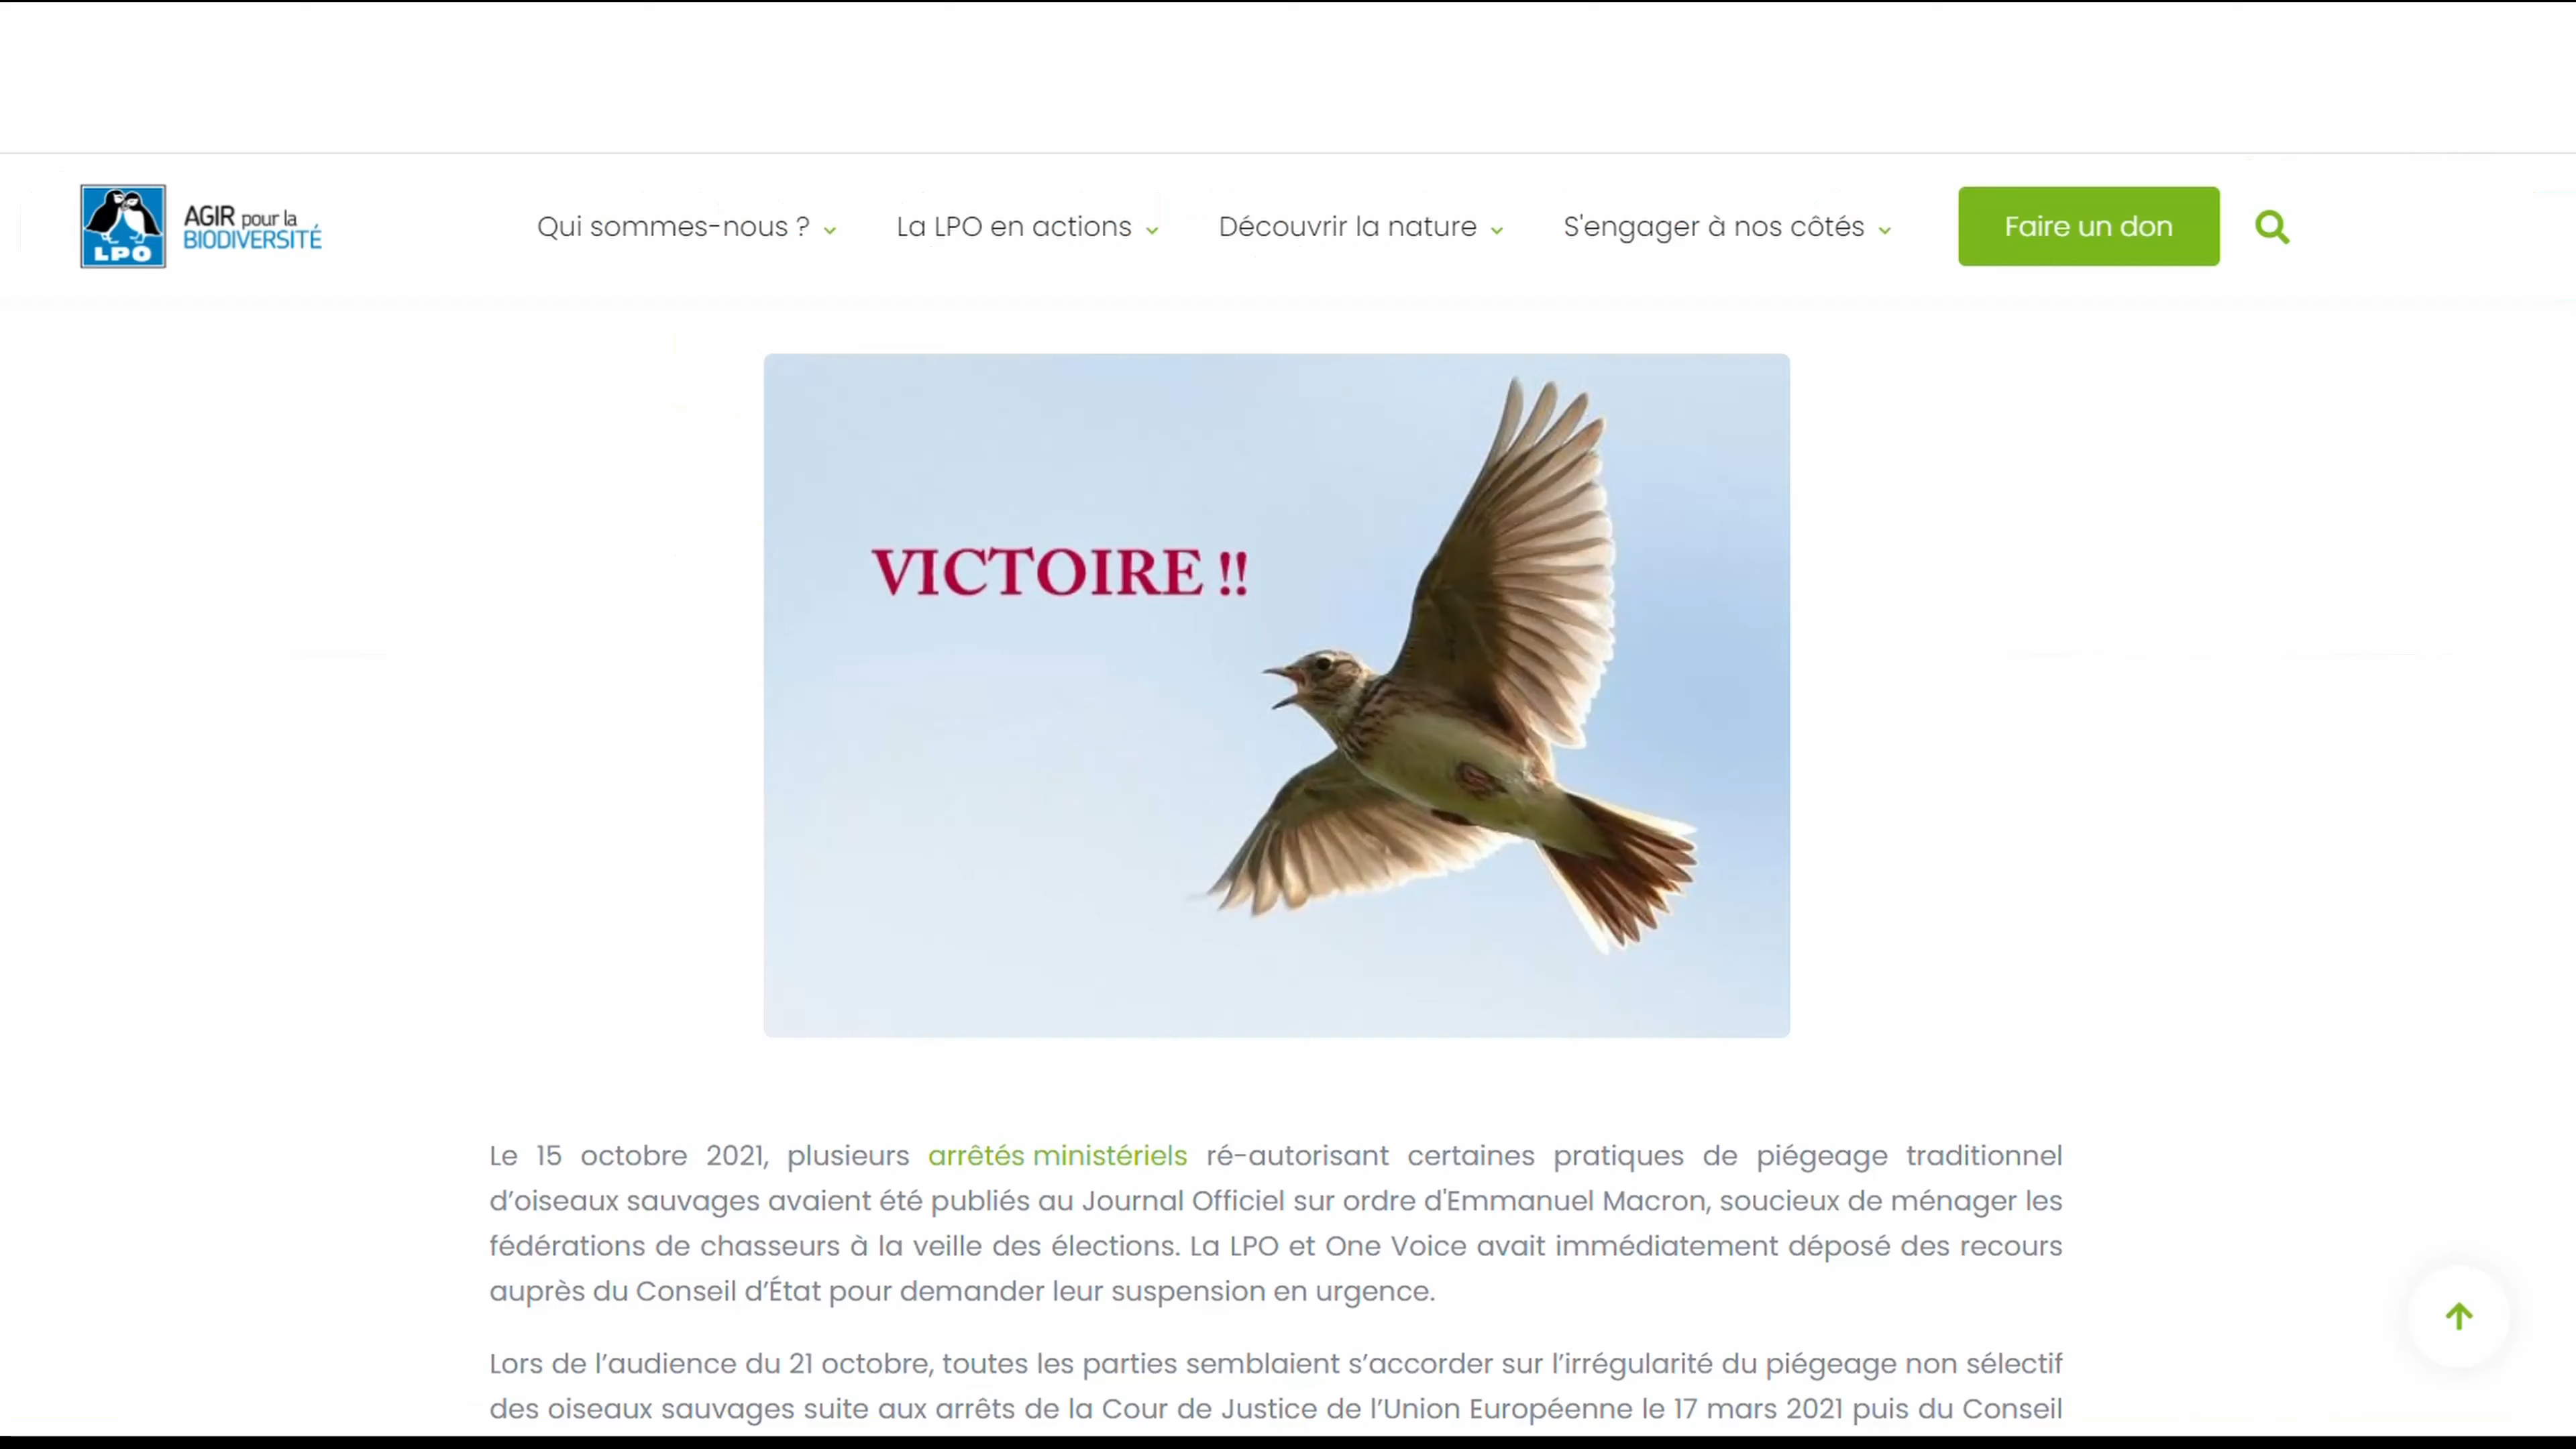 LPO
AGIR pour la
BIODIVERSITÉ
Qui sommes-nous ?
La LPO en actions
Découvrir la nature
S'engager à nos côtés
Faire un don
VICTOIRE !!
Le 15 octobre 2021, plusieurs arrêtés ministériels ré-autorisant certaines pratiques de piégeage traditionnel
d’oiseaux sauvages avaient été publiés au Journal Officiel sur ordre d'Emmanuel Macron, soucieux de ménager les
fédérations de chasseurs à la veille des élections. La LPO et One Voice avait immédiatement déposé des recours
auprès du Conseil d’État pour demander leur suspension en urgence.
Lors de l’audience du 21 octobre, toutes les parties semblaient s’accorder sur l’irrégularité du piégeage non sélectif
des oiseaux sauvages suite aux arrêts de la Cour de Justice de l’Union Européenne le 17 mars 2021 puis du Conseil